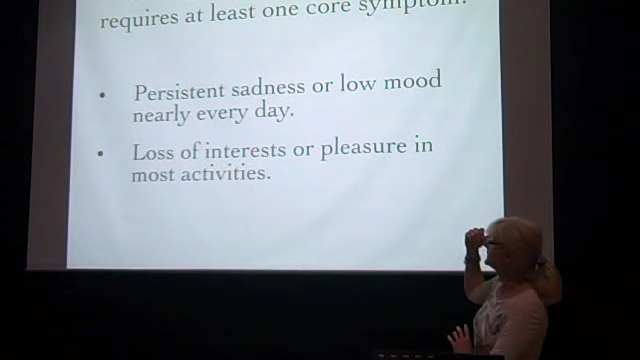 requires at least one core symptom:
• Persistent sadness or low mood
nearly every day.
• Loss of interests or pleasure in
most activities.